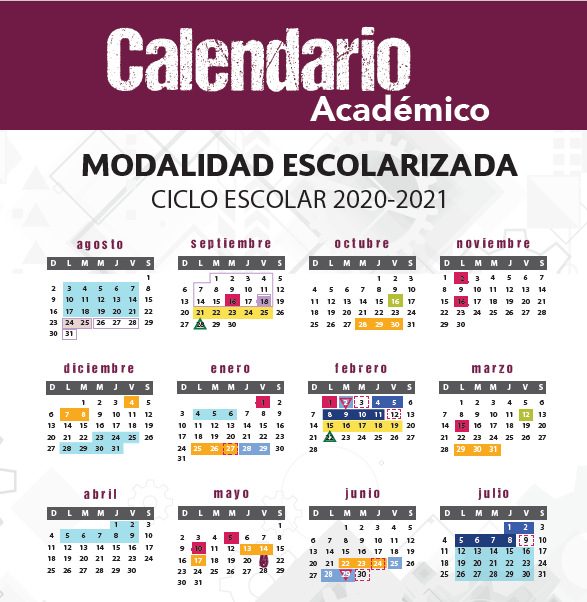 Calendario
Académico
MODALIDAD ESCOLARIZADA
CICLO ESCOLAR 2020-2021
agosto
D L M M J V S
1
2 3 4 5 6 7 8
9 10 11 12 13 14 15
16 17 18 19 20 21 22
23 24 25 26 27 28 29
30 31
septiembre
D L M M J V S
1 2 3 4 5
6 7 8 9 10 11 12
13 14 15 16 17 18 19
20 21 22 23 24 25 26
27 28 29 30
octubre
D L M M J V S
1 2 3
4 5 6 7 8 9 10
11 12 13 14 15 16 17
18 19 20 21 22 23 24
25 26 27 28 29 30 31
noviembre
D L M M J V S
1 2 3 4 5 6 7
8 9 10 11 12 13 14
15 16 17 18 19 20 21
22 23 24 25 26 27 28
29 30
diciembre
D L M M J V S
1 2 3 4 5
6 7 8 9 10 11 12
13 14 15 16 17 18 19
20 21 22 23 24 25 26
27 28 29 30 31
enero
D L M M J V S
1 2
3 4 5 6 7 8 9
10 11 12 13 14 15 16
17 18 19 20 21 22 23
24 25 26 27 28 29 30
31
febrero
D L M M J V S
1 2 3 4 5 6
7 8 9 10 11 12 13
14 15 16 17 18 19 20
21 22 23 24 25 26 27
28
marzo
D L M M J V S
1 2 3 4 5 6
7 8 9 10 11 12 13
14 15 16 17 18 19 20
21 22 23 24 25 26 27
28 29 30 31
abril
D L M M J V S
1 2 3
4 5 6 7 8 9 10
11 12 13 14 15 16 17
18 19 20 21 22 23 24
25 26 27 28 29 30
mayo
D L M M J V S
1
2 3 4 5 6 7 8
9 10 11 12 13 14 15
16 17 18 19 20 21 22
23 24 25 26 27 28 29
30 31
junio
D L M M J V S
1 2 3 4 5
6 7 8 9 10 11 12
13 14 15 16 17 18 19
20 21 22 23 24 25 26
27 28 29 30
julio
D L M M J V S
1 2 3
4 5 6 7 8 9 10
11 12 13 14 15 16 17
18 19 20 21 22 23 24
25 26 27 28 29 30 31